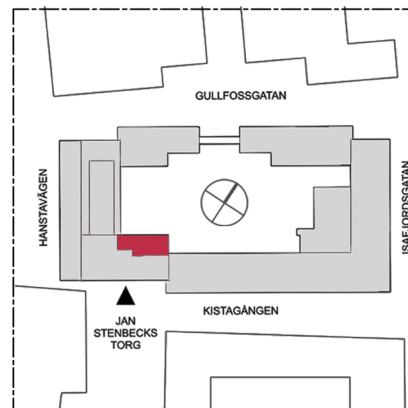 GULLFOSSGATAN
HANSTAVÄGEN
ISAFJORDSGATAN
KISTAGÅNGEN
JAN
STENBECKS
TORG